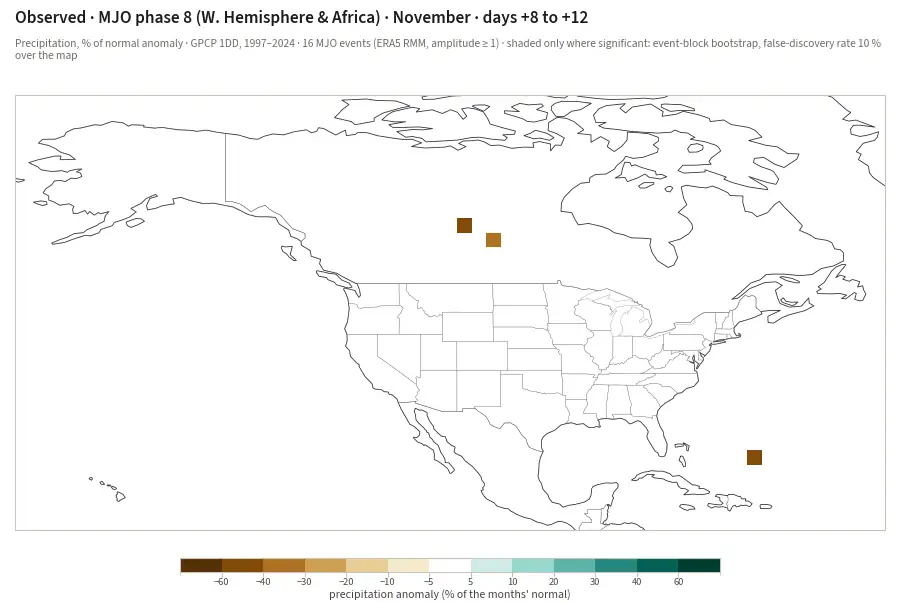 Observed · MJO phase 8 (W. Hemisphere & Africa) · November · days +8 to +12
Precipitation, % of normal anomaly · GPCP 1DD, 1997–2024 · 16 MJO events (ERA5 RMM, amplitude ≥ 1) · shaded only where significant: event-block bootstrap, false-discovery rate 10 %
over the map
−60 −40 −30 −20 −10 −5 5 10 20 30 40 60
precipitation anomaly (% of the months' normal)